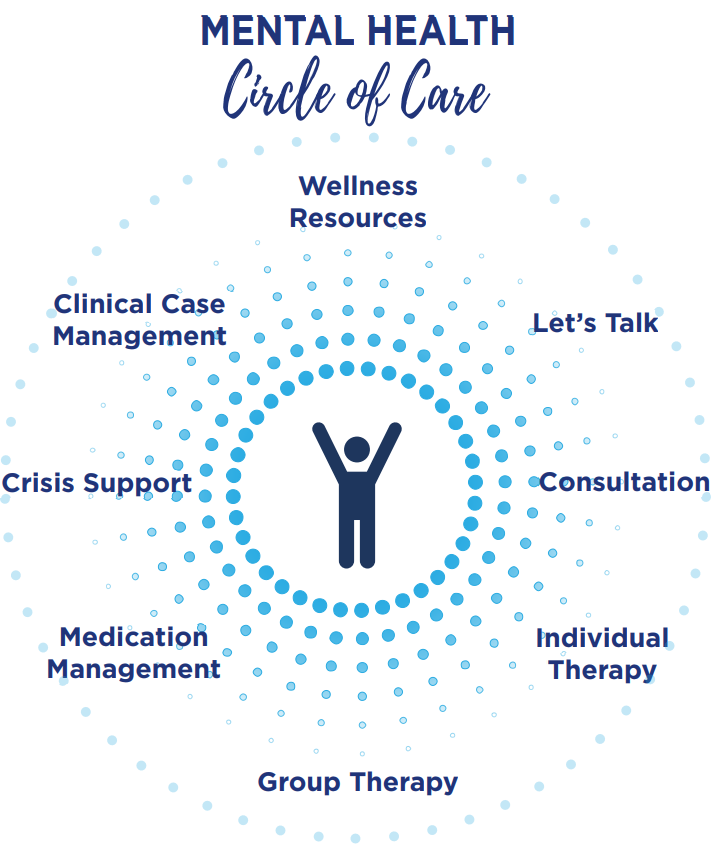 MENTAL HEALTH
Circle of Care
Wellness
Resources
Clinical Case
Management
Let's Talk
Crisis Support
Consultation
Medication
Management
Individual
Therapy
Group Therapy